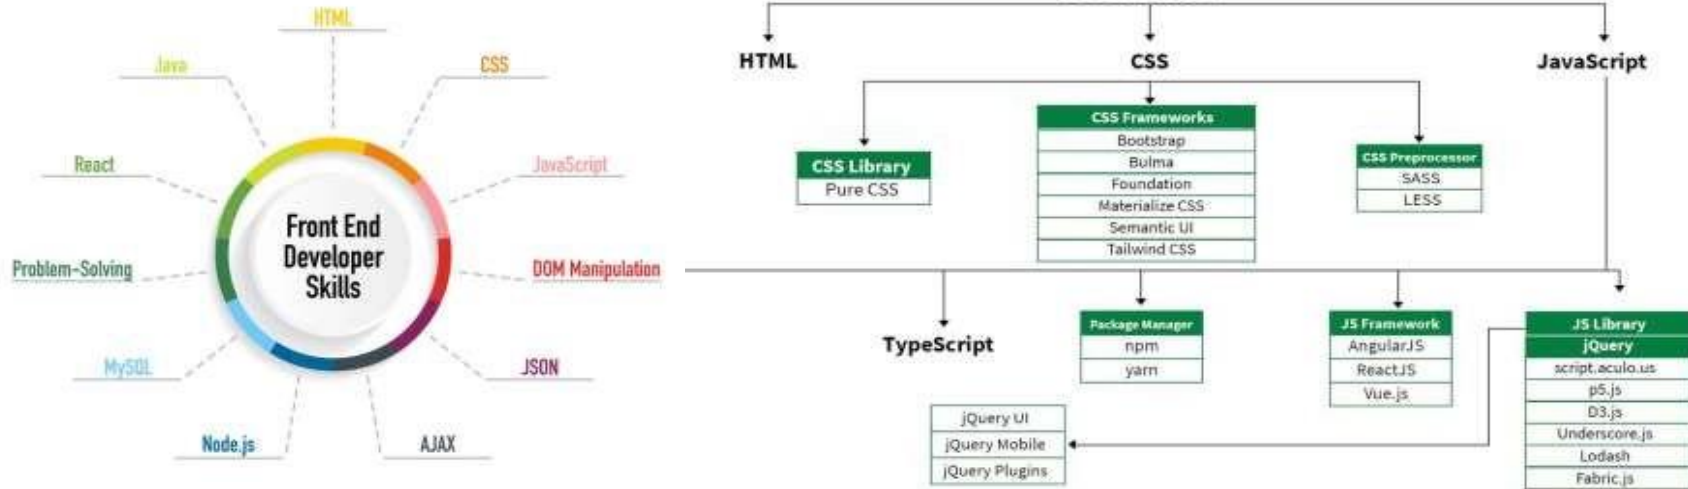 HTML
Java
CSS
React
JavaScript
Front End
Developer
Skills
Problem-Solving
DOM Manipulation
MySQL
JSON
Node.js
AJAX
HTML
CSS
JavaScript
CSS Library
Pure CSS
CSS Frameworks
Bootstrap
Bulma
Foundation
Materialize CSS
Semantic UI
Tailwind CSS
CSS Preprocessor
SASS
LESS
TypeScript
Package Manager
npm
yarn
JS Framework
AngularJS
ReactJS
Vue.js
JS Library
jQuery
script.aculo.us
p5.js
D3.js
Underscore.js
Lodash
Fabric.js
jQuery UI
jQuery Mobile
jQuery Plugins